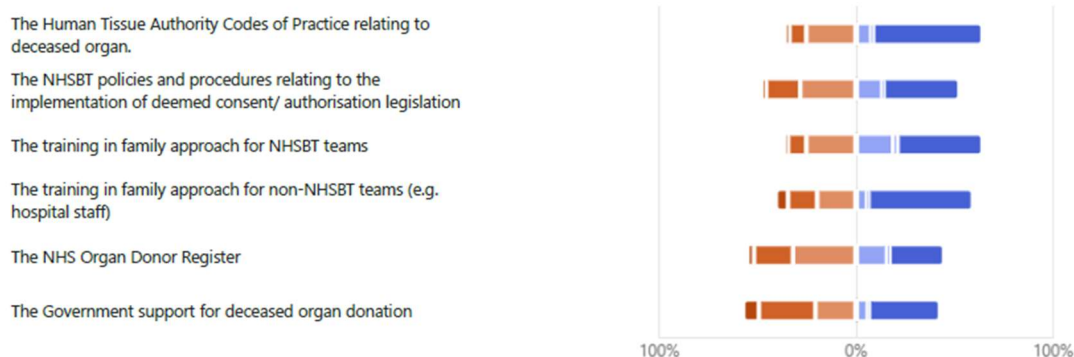 The Human Tissue Authority Codes of Practice relating to
deceased organ.
The NHSBT policies and procedures relating to the
implementation of deemed consent/ authorisation legislation
The training in family approach for NHSBT teams
The training in family approach for non-NHSBT teams (e.g.
hospital staff)
The NHS Organ Donor Register
The Government support for deceased organ donation
100% 0% 100%